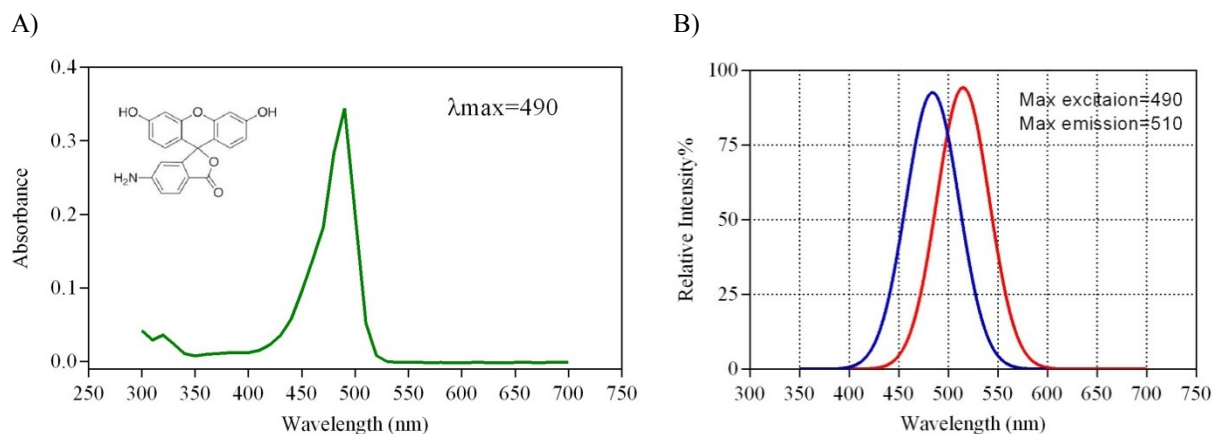 A)
B)
0.4
0.3
0.2
0.1
0.0
Absorbance
HO
O
OH
O
O
H₂N
λmax=490
250 300 350 400 450 500 550 600 650 700 750
Wavelength (nm)
100
75
50
25
0
Relative Intensity%
Max excitaion=490
Max emission=510
300 350 400 450 500 550 600 650 700 750
Wavelength (nm)